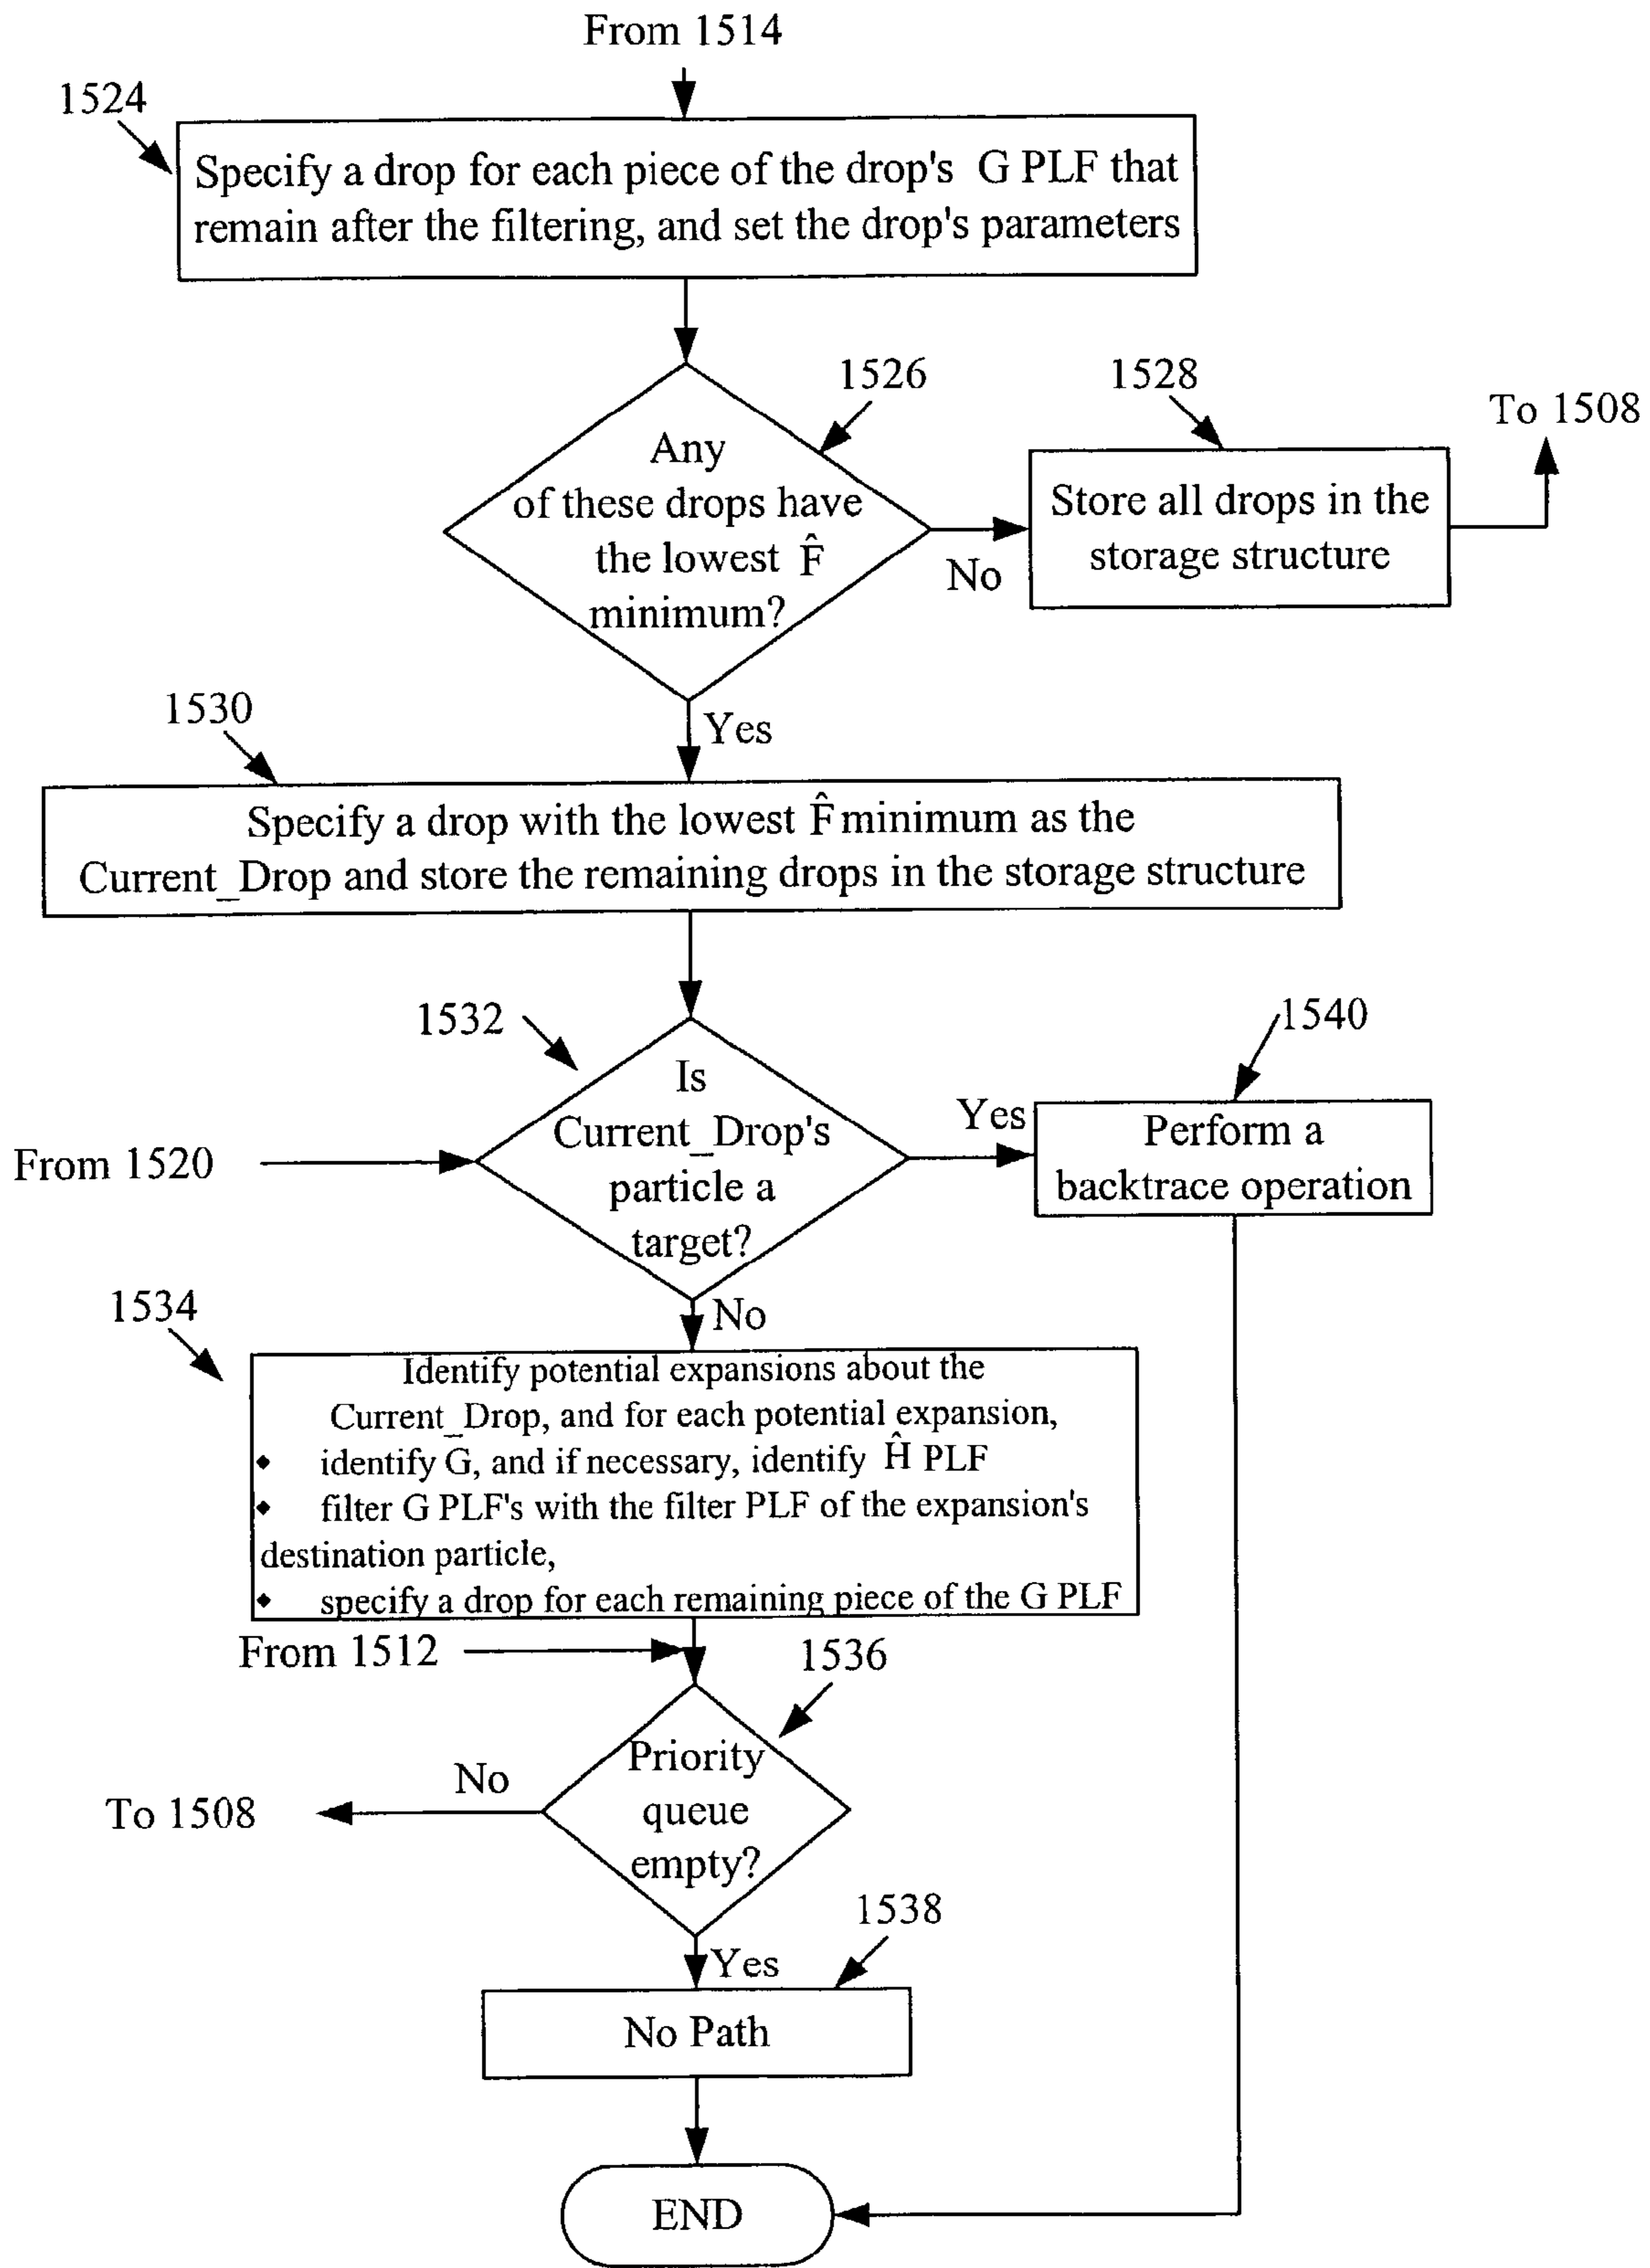 From 1514
1524
Specify a drop for each piece of the drop's G PLF that
remain after the filtering, and set the drop's parameters
1526
1528
To 1508
Any
of these drops have
the lowest F̂
minimum?
No
Store all drops in the
storage structure
1530
Yes
Specify a drop with the lowest F̂ minimum as the
Current_Drop and store the remaining drops in the storage structure
1532
1540
Is
Current_Drop's
particle a
target?
Yes
Perform a
backtrace operation
From 1520
1534
No
Identify potential expansions about the
Current_Drop, and for each potential expansion,
◆ identify G, and if necessary, identify Ĥ PLF
◆ filter G PLF's with the filter PLF of the expansion's
destination particle,
◆ specify a drop for each remaining piece of the G PLF
From 1512
1536
Priority
queue
empty?
No
To 1508
1538
Yes
No Path
END